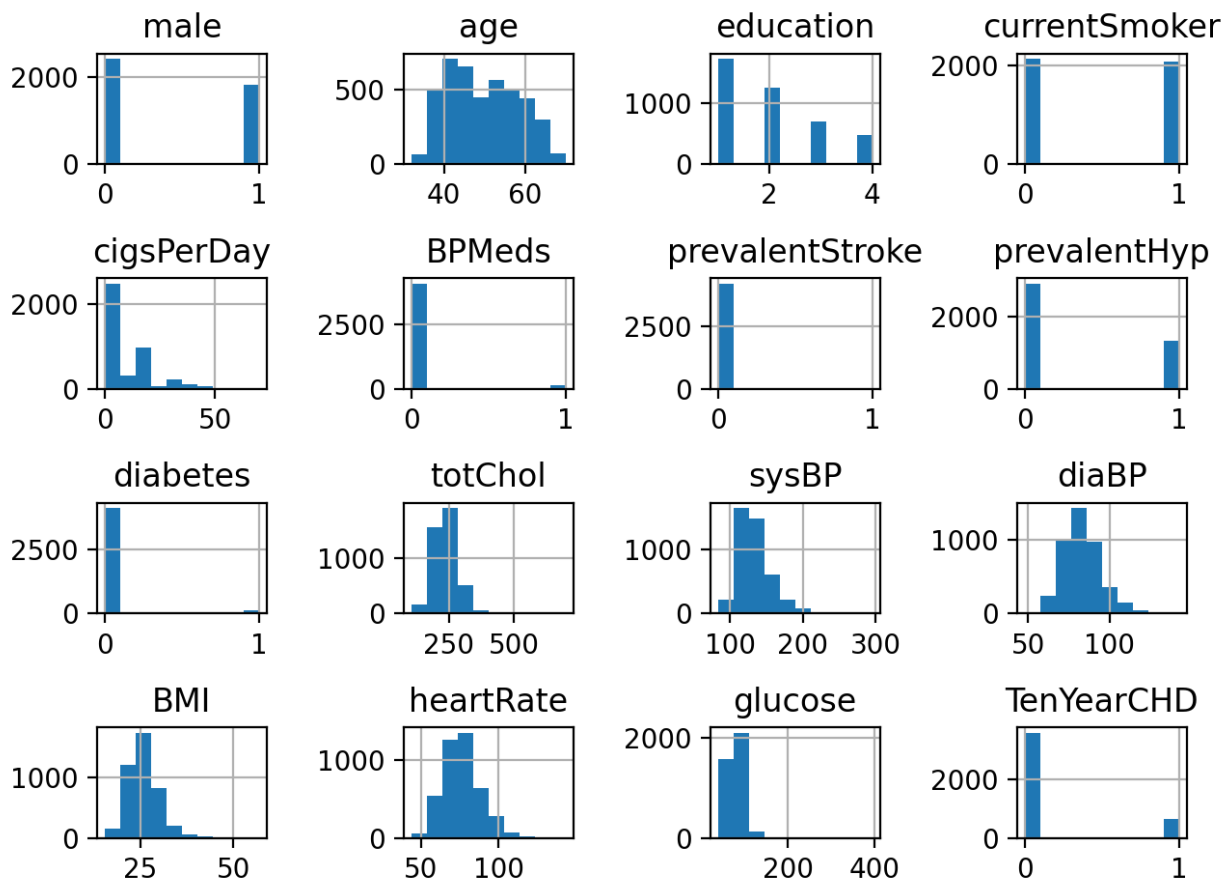 male age education currentSmoker
2000 500 1000 2000
0 0 0 0
0 1 40 60 2 4 0 1
cigsPerDay BPMeds prevalentStroke prevalentHyp
2000 2500 2500 2000
0 0 0 0
0 50 0 1 0 1 0 1
diabetes totChol sysBP diaBP
2500 1000 1000 1000
0 0 0 0
0 1 250 500 100 200 300 50 100
BMI heartRate glucose TenYearCHD
1000 1000 2000 2000
0 0 0 0
25 50 50 100 200 400 0 1